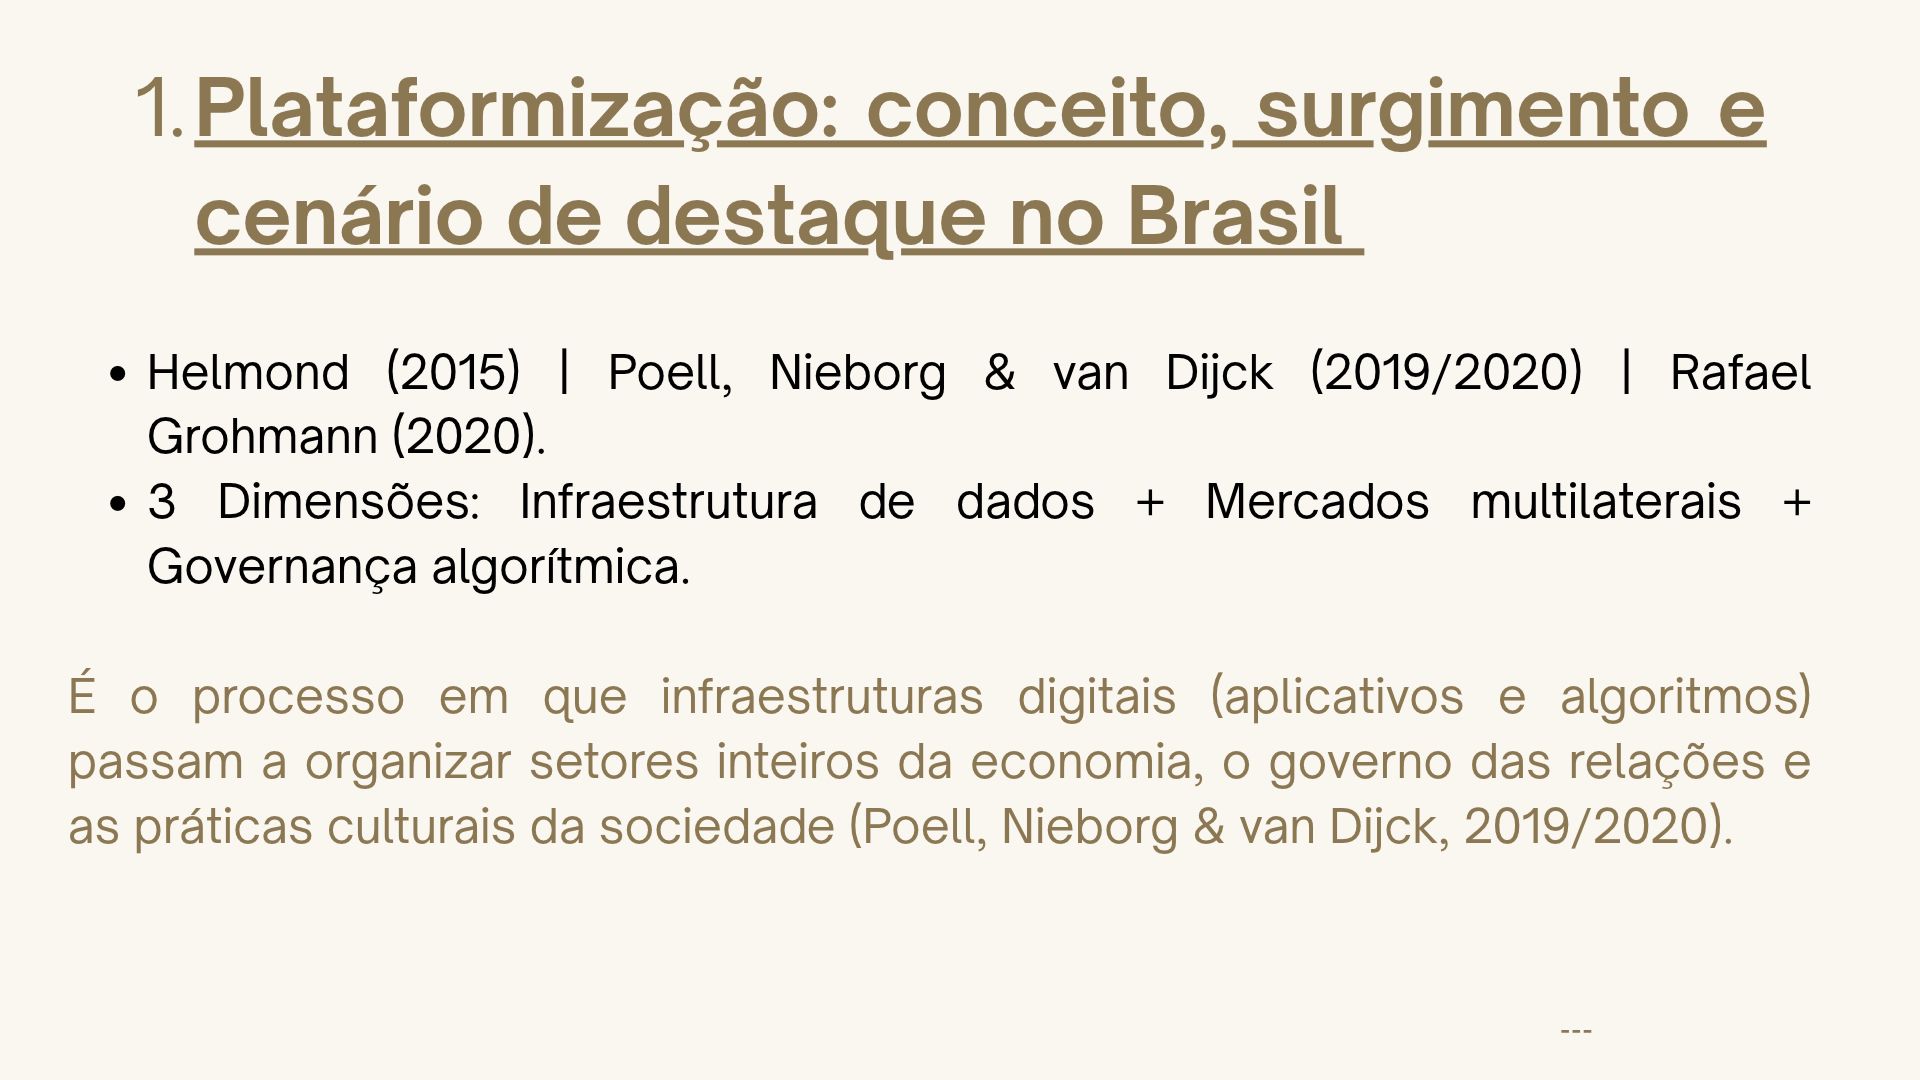 1. Plataformização: conceito, surgimento e
cenário de destaque no Brasil
• Helmond (2015) | Poell, Nieborg & van Dijck (2019/2020) | Rafael
Grohmann (2020).
• 3 Dimensões: Infraestrutura de dados + Mercados multilaterais +
Governança algorítmica.
É o processo em que infraestruturas digitais (aplicativos e algoritmos)
passam a organizar setores inteiros da economia, o governo das relações e
as práticas culturais da sociedade (Poell, Nieborg & van Dijck, 2019/2020).
---